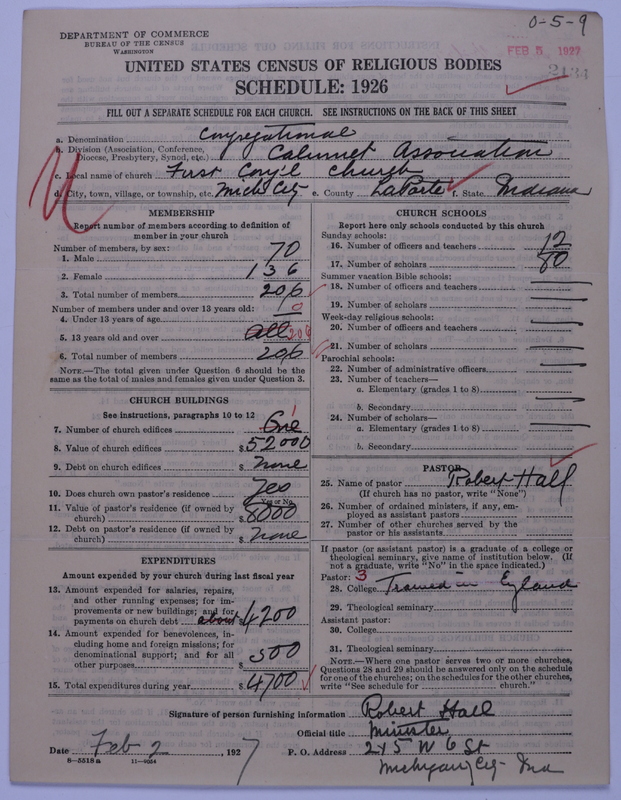 0-5-9
DEPARTMENT OF COMMERCE
BUREAU OF THE CENSUS
WASHINGTON
FEB 5 1927
2134
UNITED STATES CENSUS OF RELIGIOUS BODIES
SCHEDULE: 1926
FILL OUT A SEPARATE SCHEDULE FOR EACH CHURCH. SEE INSTRUCTIONS ON THE BACK OF THIS SHEET
a. Denomination Congregational
b. Division (Association, Conference, Diocese, Presbytery, Synod, etc.) Calumet Association
c. Local name of church First Cong'l Church
d. City, town, village, or township, etc. Mich. City e. County LaPorte f. State Indiana
MEMBERSHIP
Report number of members according to definition of
member in your church
Number of members, by sex:
1. Male 70
2. Female 136
3. Total number of members 206
Number of members under and over 13 years old:
4. Under 13 years of age 0
5. 13 years old and over All 206
6. Total number of members 206
NOTE.—The total given under Question 6 should be the
same as the total of males and females given under Question 3.
CHURCH BUILDINGS
See instructions, paragraphs 10 to 12
7. Number of church edifices One 1
8. Value of church edifices $ 52000
9. Debt on church edifices $ None
10. Does church own pastor's residence Yes
Yes or No
11. Value of pastor's residence (if owned by
church) $ 8000
12. Debt on pastor's residence (if owned by
church) $ None
EXPENDITURES
Amount expended by your church during last fiscal year
13. Amount expended for salaries, repairs,
and other running expenses; for im-
provements or new buildings; and for
payments on church debt about $ 4200
14. Amount expended for benevolences, in-
cluding home and foreign missions; for
denominational support; and for all
other purposes $ 500
15. Total expenditures during year $ 4700
CHURCH SCHOOLS
Report here only schools conducted by this church
Sunday schools:
16. Number of officers and teachers 12
17. Number of scholars 80
Summer vacation Bible schools:
18. Number of officers and teachers
19. Number of scholars
Week-day religious schools:
20. Number of officers and teachers
21. Number of scholars
Parochial schools:
22. Number of administrative officers
23. Number of teachers—
a. Elementary (grades 1 to 8)
b. Secondary
24. Number of scholars—
a. Elementary (grades 1 to 8)
b. Secondary
PASTOR
25. Name of pastor Robert Hall
(If church has no pastor, write "None")
26. Number of ordained ministers, if any, em-
ployed as assistant pastors
27. Number of other churches served by the
pastor or his assistants
If pastor (or assistant pastor) is a graduate of a college or
theological seminary, give name of institution below. (If
not a graduate, write "No" in the space indicated.)
Pastor: 3
28. College Trained in England
29. Theological seminary
Assistant pastor:
30. College
31. Theological seminary
NOTE.—Where one pastor serves two or more churches,
Questions 28 and 29 should be answered only on the schedule
for one of the churches; on the schedules for the other churches,
write "See schedule for church."
Signature of person furnishing information Robert Hall
Official title Minister
Date Feb 2, 1927 P. O. Address 215 W 6 St
8-5518 a 11-9054
Michigan City Ind